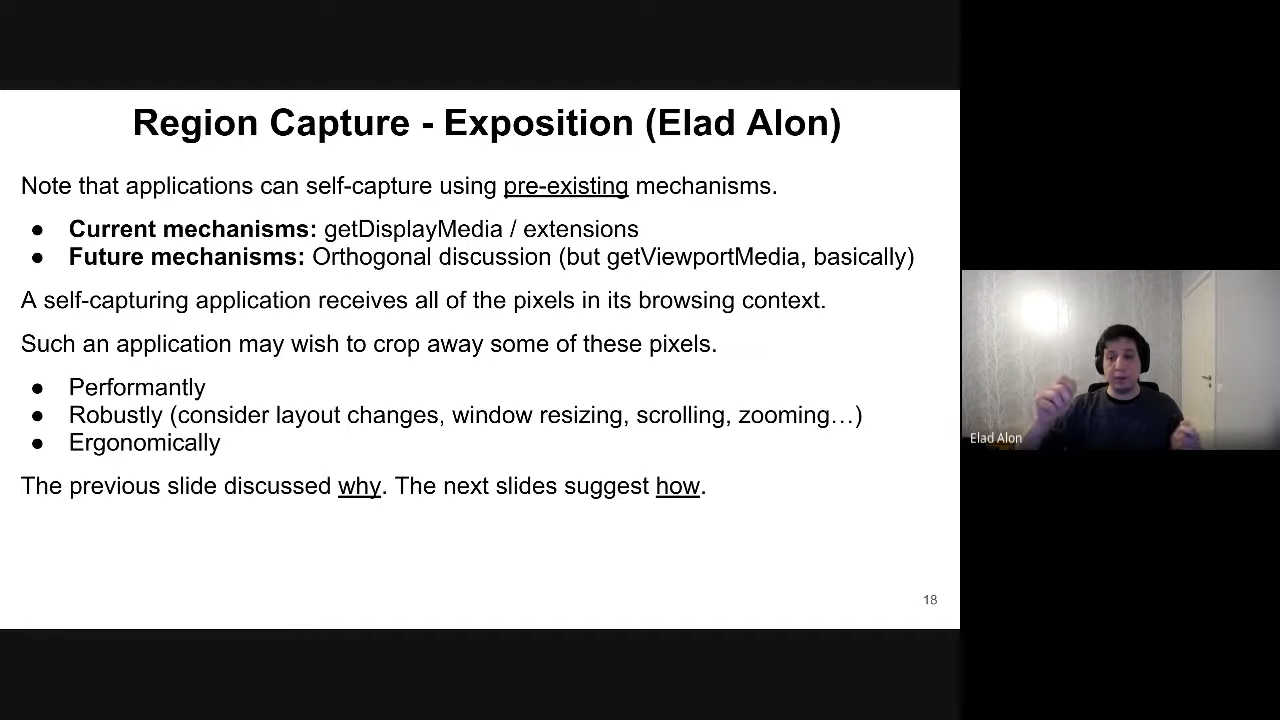 Region Capture - Exposition (Elad Alon)
Note that applications can self-capture using pre-existing mechanisms.
● Current mechanisms: getDisplayMedia / extensions
● Future mechanisms: Orthogonal discussion (but getViewportMedia, basically)
A self-capturing application receives all of the pixels in its browsing context.
Such an application may wish to crop away some of these pixels.
● Performantly
● Robustly (consider layout changes, window resizing, scrolling, zooming…)
● Ergonomically
The previous slide discussed why. The next slides suggest how.
18
Elad Alon